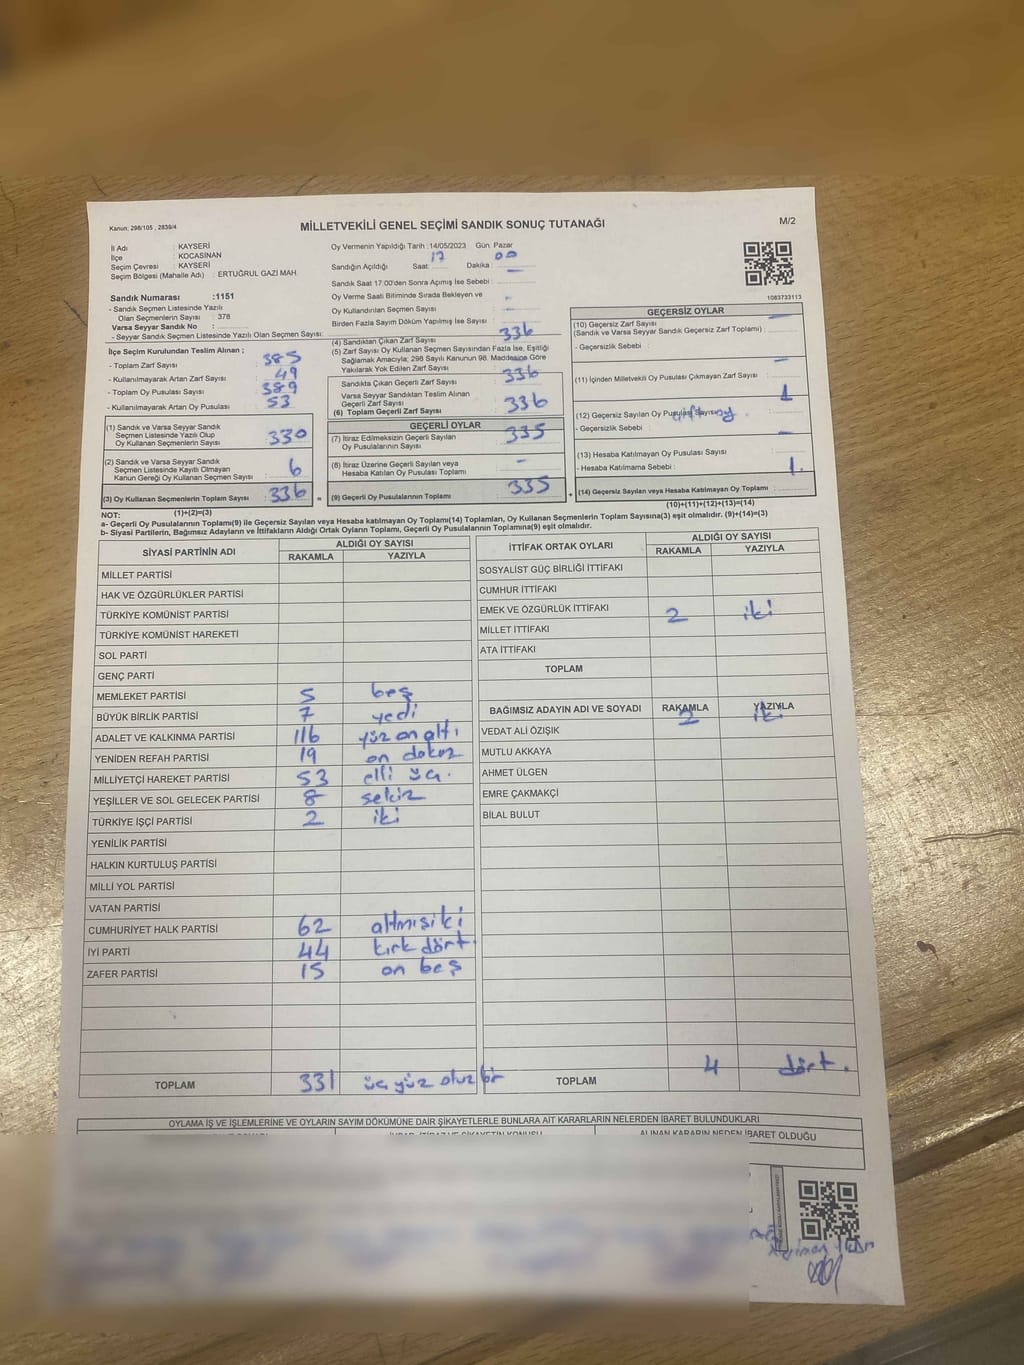 Kanun: 298/105 , 2839/4
MİLLETVEKİLİ GENEL SEÇİMİ SANDIK SONUÇ TUTANAĞI
M/2
İl Adı : KAYSERİ
İlçe : KOCASİNAN
Seçim Çevresi : KAYSERİ
Seçim Bölgesi (Mahalle Adı) : ERTUĞRUL GAZİ MAH.
Sandık Numarası :1151
- Sandık Seçmen Listesinde Yazılı
Olan Seçmenlerin Sayısı : 378
Varsa Seyyar Sandık No :
- Seyyar Sandık Seçmen Listesinde Yazılı Olan Seçmen Sayısı:
Oy Vermenin Yapıldığı Tarih :14/05/2023 Gün: Pazar
Sandığın Açıldığı Saat: 17 Dakika : 00
Sandık Saat 17:00'den Sonra Açımış İse Sebebi : —
Oy Verme Saati Bitiminde Sırada Bekleyen ve
Oy Kullandırılan Seçmen Sayısı : -
Birden Fazla Sayım Döküm Yapılmış İse Sayısı : -
1083733113
İlçe Seçim Kurulundan Teslim Alınan ;
- Toplam Zarf Sayısı : 385
- Kullanılmayarak Artan Zarf Sayısı : 49
- Toplam Oy Pusulası Sayısı : 389
- Kullanılmayarak Artan Oy Pusulası : 53
(4) Sandıktan Çıkan Zarf Sayısı : 336
(5) Zarf Sayısı Oy Kullanan Seçmen Sayısından Fazla İse, Eşitliği
Sağlamak Amacıyla; 298 Sayılı Kanunun 98. Maddesine Göre
Yakılarak Yok Edilen Zarf Sayısı :
Sandıkta Çıkan Geçerli Zarf Sayısı : 336
Varsa Seyyar Sandıktan Teslim Alınan
Geçerli Zarf Sayısı :
(6) Toplam Geçerli Zarf Sayısı : 336
GEÇERSİZ OYLAR
(10) Geçersiz Zarf Sayısı —
(Sandık ve Varsa Seyyar Sandık Geçersiz Zarf Toplamı) :
- Geçersizlik Sebebi :
(11) İçinden Milletvekili Oy Pusulası Çıkmayan Zarf Sayısı : —
(12) Geçersiz Sayılan Oy Pusulası Sayısı : 1
- Geçersizlik Sebebi : oy
(13) Hesaba Katılmayan Oy Pusulası Sayısı : —
- Hesaba Katılmama Sebebi :
(14) Geçersiz Sayılan veya Hesaba Katılmayan Oy Toplamı : 1.
(10)+(11)+(12)+(13)=(14)
(1) Sandık ve Varsa Seyyar Sandık
Seçmen Listesinde Yazılı Olup
Oy Kullanan Seçmenlerin Sayısı : 330
(2) Sandık ve Varsa Seyyar Sandık
Seçmen Listesinde Kayıtlı Olmayan
Kanun Gereği Oy Kullanan Seçmen Sayısı : 6
(3) Oy Kullanan Seçmenlerin Toplam Sayısı : 336 =
(1)+(2)=(3)
GEÇERLİ OYLAR
(7) İtiraz Edilmeksizin Geçerli Sayılan
Oy Pusulalarının Sayısı : 335
(8) İtiraz Üzerine Geçerli Sayılan veya
Hesaba Katılan Oy Pusulası Toplamı : -
(9) Geçerli Oy Pusulalarının Toplamı : 335 +
NOT:
a- Geçerli Oy Pusulalarının Toplamı(9) ile Geçersiz Sayılan veya Hesaba katılmayan Oy Toplamı(14) Toplamları, Oy Kullanan Seçmenlerin Toplam Sayısına(3) eşit olmalıdır. (9)+(14)=(3)
b- Siyasi Partilerin, Bağımsız Adayların ve İttifakların Aldığı Ortak Oyların Toplamı, Geçerli Oy Pusulalarının Toplamına(9) eşit olmalıdır.
SİYASİ PARTİNİN ADI ALDIĞI OY SAYISI
RAKAMLA YAZIYLA
MİLLET PARTİSİ
HAK VE ÖZGÜRLÜKLER PARTİSİ
TÜRKİYE KOMÜNİST PARTİSİ
TÜRKİYE KOMÜNİST HAREKETİ
SOL PARTİ
GENÇ PARTİ
MEMLEKET PARTİSİ 5 beş
BÜYÜK BİRLİK PARTİSİ 7 yedi
ADALET VE KALKINMA PARTİSİ 116 yüz on altı
YENİDEN REFAH PARTİSİ 19 on dokuz
MİLLİYETÇİ HAREKET PARTİSİ 53 elli üç.
YEŞİLLER VE SOL GELECEK PARTİSİ 8 sekiz
TÜRKİYE İŞÇİ PARTİSİ 2 iki
YENİLİK PARTİSİ
HALKIN KURTULUŞ PARTİSİ
MİLLİ YOL PARTİSİ
VATAN PARTİSİ
CUMHURİYET HALK PARTİSİ 62 altmışiki
İYİ PARTİ 44 kırk dört.
ZAFER PARTİSİ 15 on beş
TOPLAM 331 üç yüz otuz bir
İTTİFAK ORTAK OYLARI ALDIĞI OY SAYISI
RAKAMLA YAZIYLA
SOSYALİST GÜÇ BİRLİĞİ İTTİFAKI
CUMHUR İTTİFAKI
EMEK VE ÖZGÜRLÜK İTTİFAKI 2 iki
MİLLET İTTİFAKI
ATA İTTİFAKI
TOPLAM
BAĞIMSIZ ADAYIN ADI VE SOYADI RAKAMLA YAZIYLA
2 iki
VEDAT ALİ ÖZIŞIK
MUTLU AKKAYA
AHMET ÜLGEN
EMRE ÇAKMAKÇİ
BİLAL BULUT
TOPLAM 4 dört.
OYLAMA İŞ VE İŞLEMLERİNE VE OYLARIN SAYIM DÖKÜMÜNE DAİR ŞİKAYETLERLE BUNLARA AİT KARARLARIN NELERDEN İBARET BULUNDUKLARI
ALINAN KARARIN NEDEN İBARET OLDUĞU